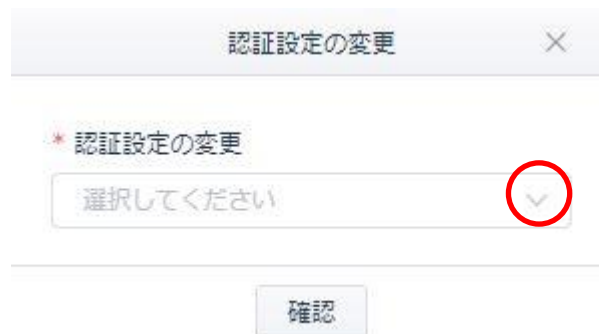 認証設定の変更
* 認証設定の変更
選択してください
確認